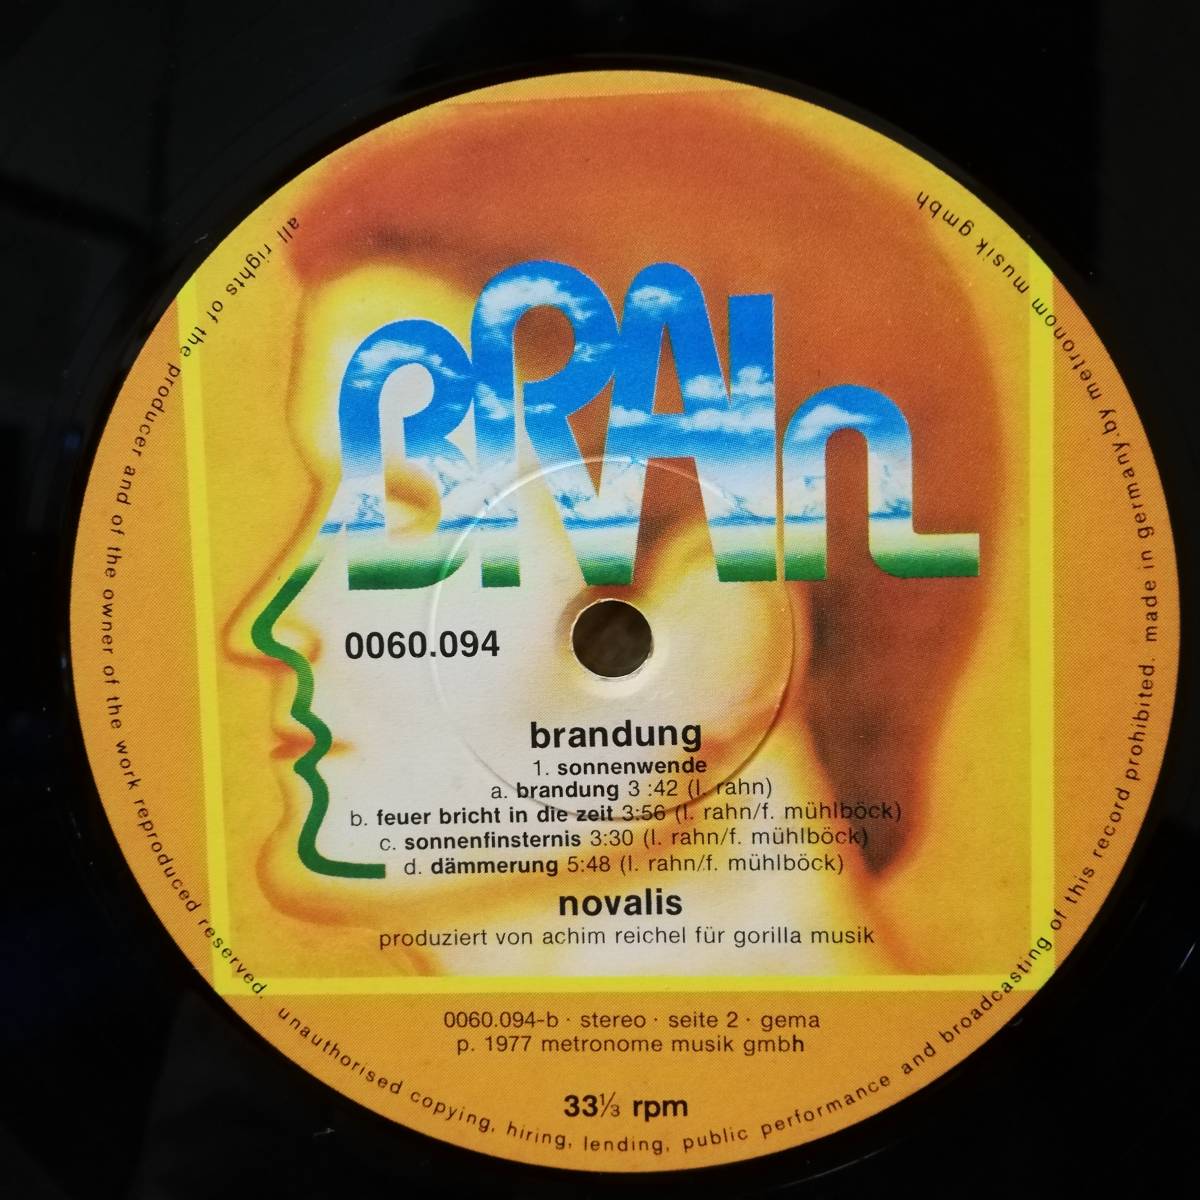 BRAIn
0060.094
brandung
1. sonnenwende
a. brandung 3 :42 (l. rahn)
b. feuer bricht in die zeit 3:56 (l. rahn/f. mühlböck)
c. sonnenfinsternis 3:30 (l. rahn/f. mühlböck)
d. dämmerung 5:48 (l. rahn/f. mühlböck)
novalis
produziert von achim reichel für gorilla musik
0060.094-b · stereo · seite 2 · gema
p. 1977 metronome musik gmbh
33⅓ rpm
all rights of the producer and of the owner of the work reproduced reserved. unauthorised copying, hiring, lending, public performance and broadcasting of this record prohibited. made in germany.by metronom musik gmbh